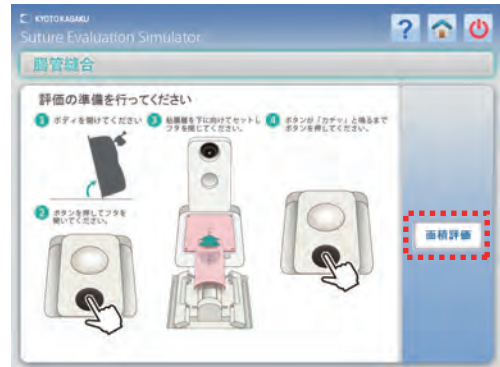 KYOTO KAGAKU
Suture Evaluation Simulator
?
腸管縫合
評価の準備を行ってください
1 ボディを開けてください
2 ボタンを押してフタを
開いてください。
3 粘膜層を下に向けてセットし
フタを閉じてください。
4 ボタンが「カチッ」と鳴るまで
ボタンを押してください。
面積評価